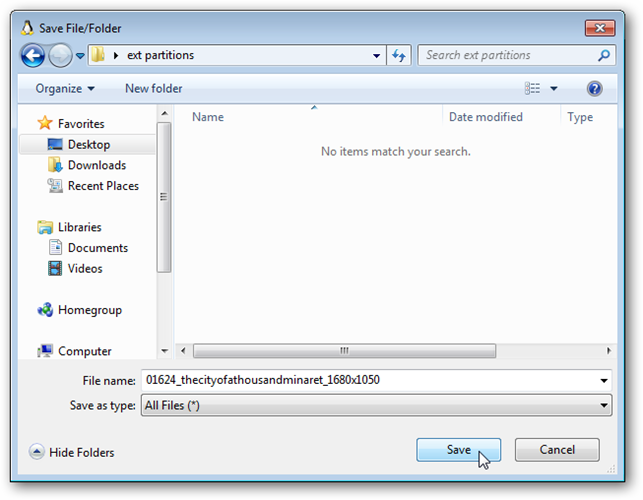 Save File/Folder
ext partitions
Search ext partitions
Organize
New folder
Favorites
Desktop
Downloads
Recent Places
Libraries
Documents
Videos
Homegroup
Computer
Name
Date modified
Type
No items match your search.
File name: 01624_thecityofathousandminaret_1680x1050
Save as type: All Files (*)
Hide Folders
Save
Cancel